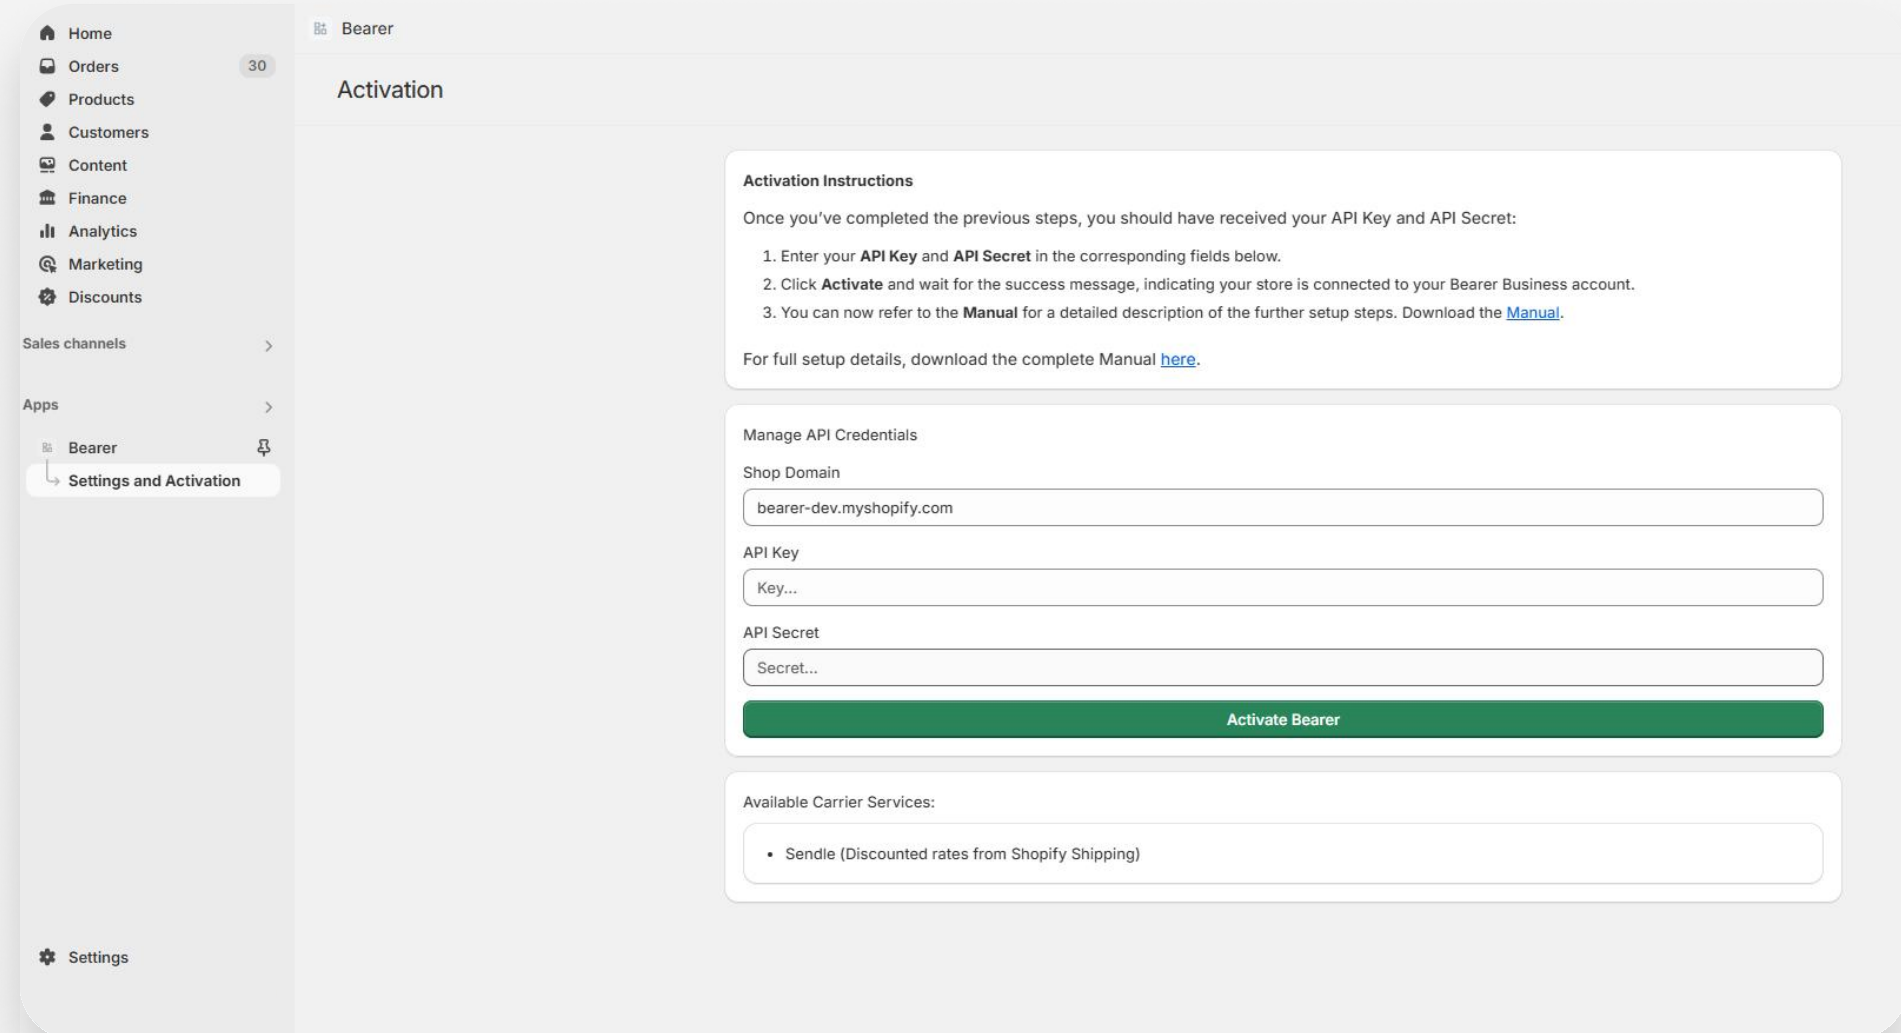 Home
Orders 30
Products
Customers
Content
Finance
Analytics
Marketing
Discounts
Sales channels
Apps
Bearer
Settings and Activation
Settings
Bearer
Activation
Activation Instructions
Once you’ve completed the previous steps, you should have received your API Key and API Secret:
1. Enter your API Key and API Secret in the corresponding fields below.
2. Click Activate and wait for the success message, indicating your store is connected to your Bearer Business account.
3. You can now refer to the Manual for a detailed description of the further setup steps. Download the Manual.
For full setup details, download the complete Manual here.
Manage API Credentials
Shop Domain
bearer-dev.myshopify.com
API Key
Key...
API Secret
Secret...
Activate Bearer
Available Carrier Services:
• Sendle (Discounted rates from Shopify Shipping)